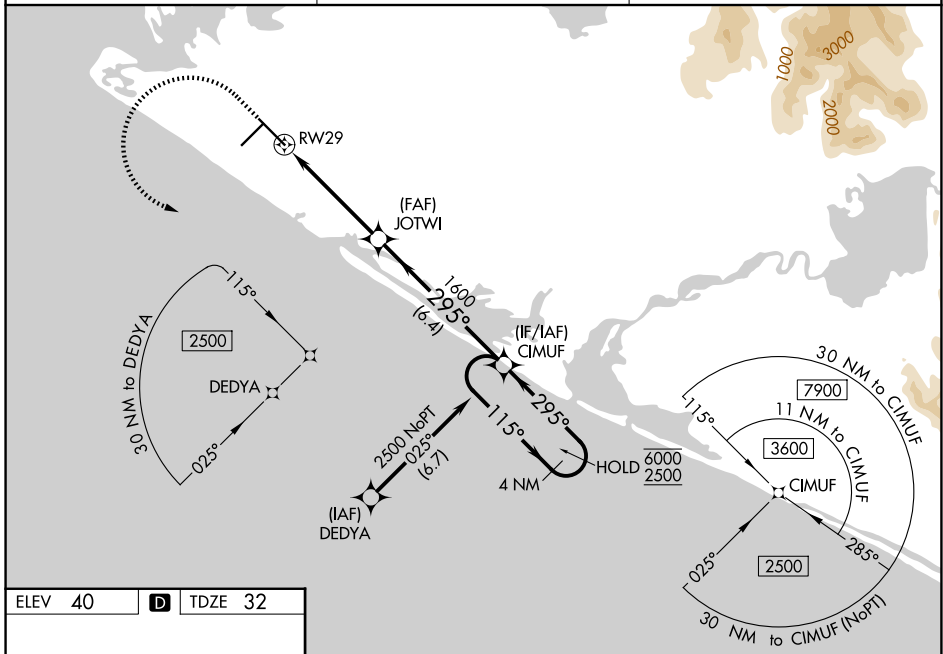 1000
3000
2000
RW29
(FAF)
JOTWI
1600
295°
(6.4)
(IF/IAF)
CIMUF
115°
2500
DEDYA
025°
30 NM to DEDYA
2500 NoPT
025°
(6.7)
(IAF)
DEDYA
115°
295°
4 NM
HOLD
6000
2500
30 NM to CIMUF
7900
11 NM to CIMUF
3600
115°
CIMUF
285°
025°
2500
30 NM to CIMUF (NoPT)
ELEV 40 D TDZE 32